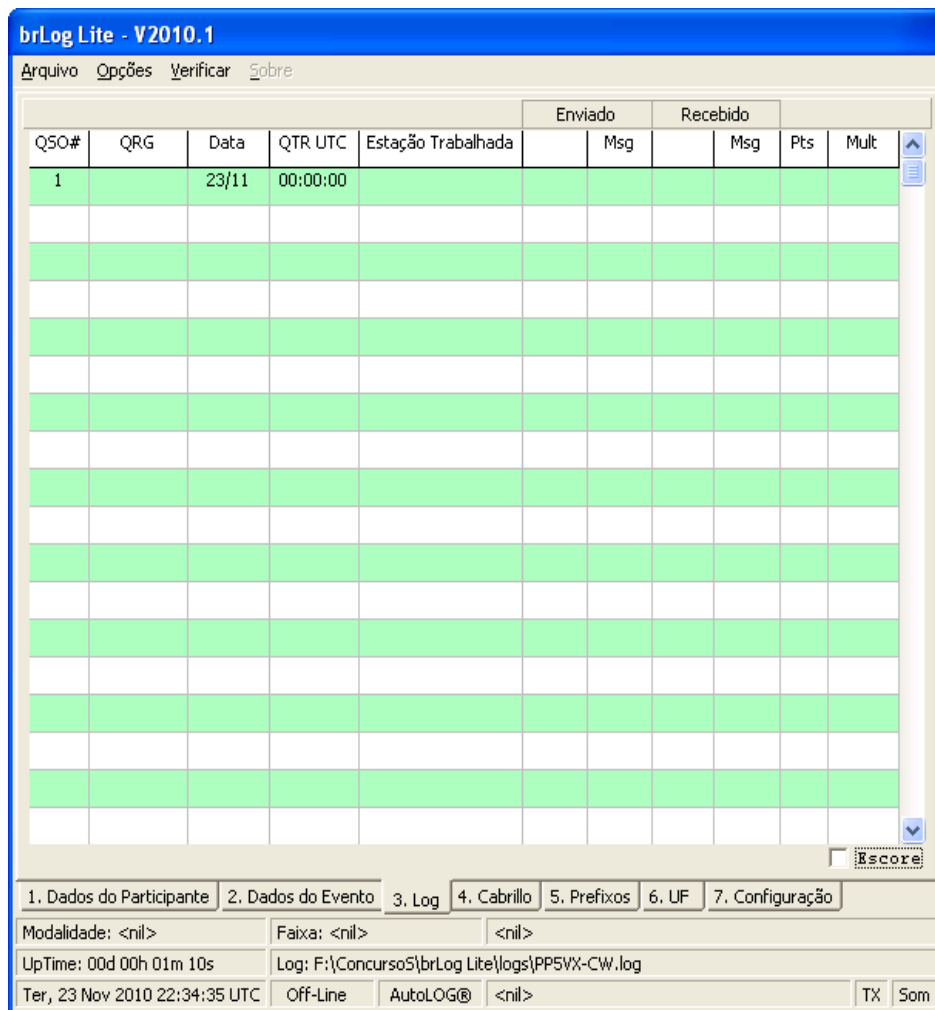 brLog Lite - V2010.1
Arquivo Opções Verificar Sobre
Enviado Recebido
QSO# QRG Data QTR UTC Estação Trabalhada Msg Msg Pts Mult
1 23/11 00:00:00
Escore
1. Dados do Participante 2. Dados do Evento 3. Log 4. Cabrillo 5. Prefixos 6. UF 7. Configuração
Modalidade: <nil> Faixa: <nil> <nil>
UpTime: 00d 00h 01m 10s Log: F:\ConcursoS\brLog Lite\logs\PP5VX-CW.log
Ter, 23 Nov 2010 22:34:35 UTC Off-Line AutoLOG® <nil> TX Som